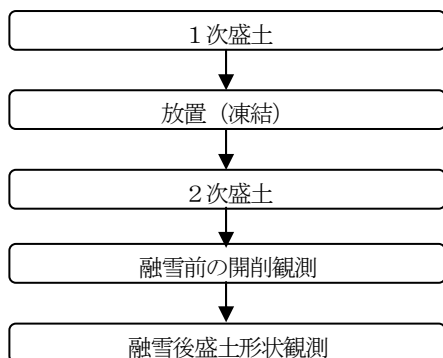 １次盛土
放置（凍結）
２次盛土
融雪前の開削観測
融雪後盛土形状観測